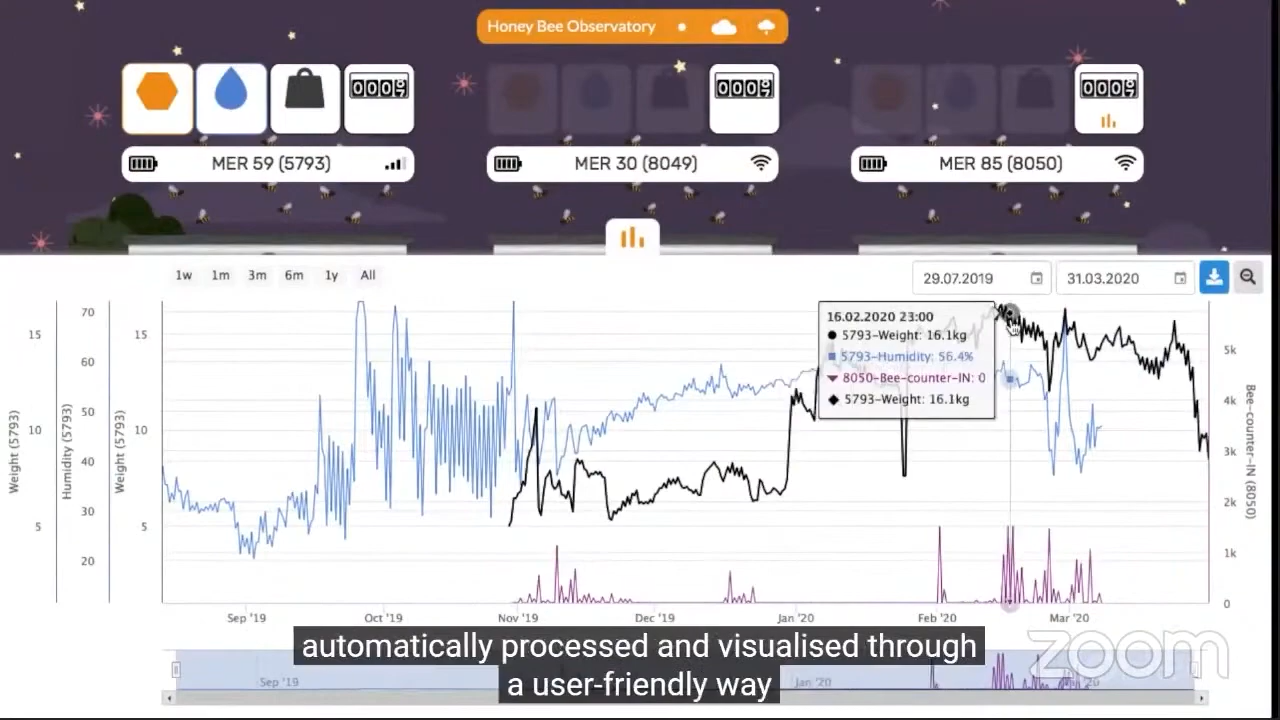 Honey Bee Observatory
MER 59 (5793)
MER 30 (8049)
MER 85 (8050)
1w 1m 3m 6m 1y All
29.07.2019
31.03.2020
16.02.2020 23:00
5793-Weight: 16.1kg
5793-Humidity: 56.4%
8050-Bee-counter-IN: 0
5793-Weight: 16.1kg
Weight (5793)
15
10
5
Humidity (5793)
70
60
50
40
30
20
Weight (5793)
15
10
5
5k
4k
3k
2k
1k
0
Bee-counter-IN (8050)
Sep '19 Oct '19 Nov '19 Dec '19 Jan '20 Feb '20 Mar '20
automatically processed and visualised through
a user-friendly way
Sep '19
Jan '20
zoom